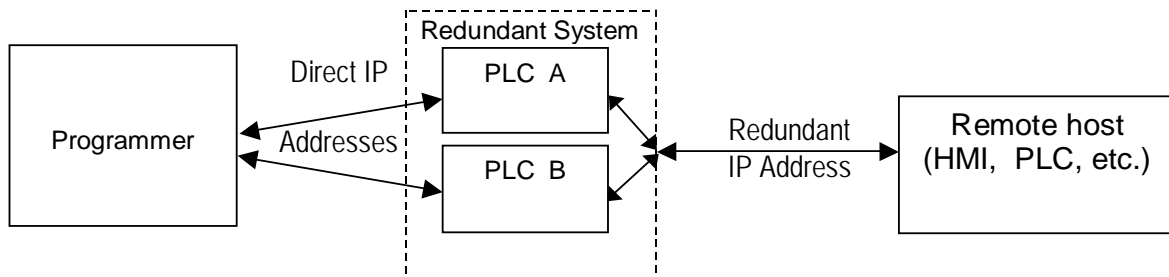 Redundant System
Programmer
Direct IP
Addresses
PLC A
PLC B
Redundant
IP Address
Remote host
(HMI, PLC, etc.)